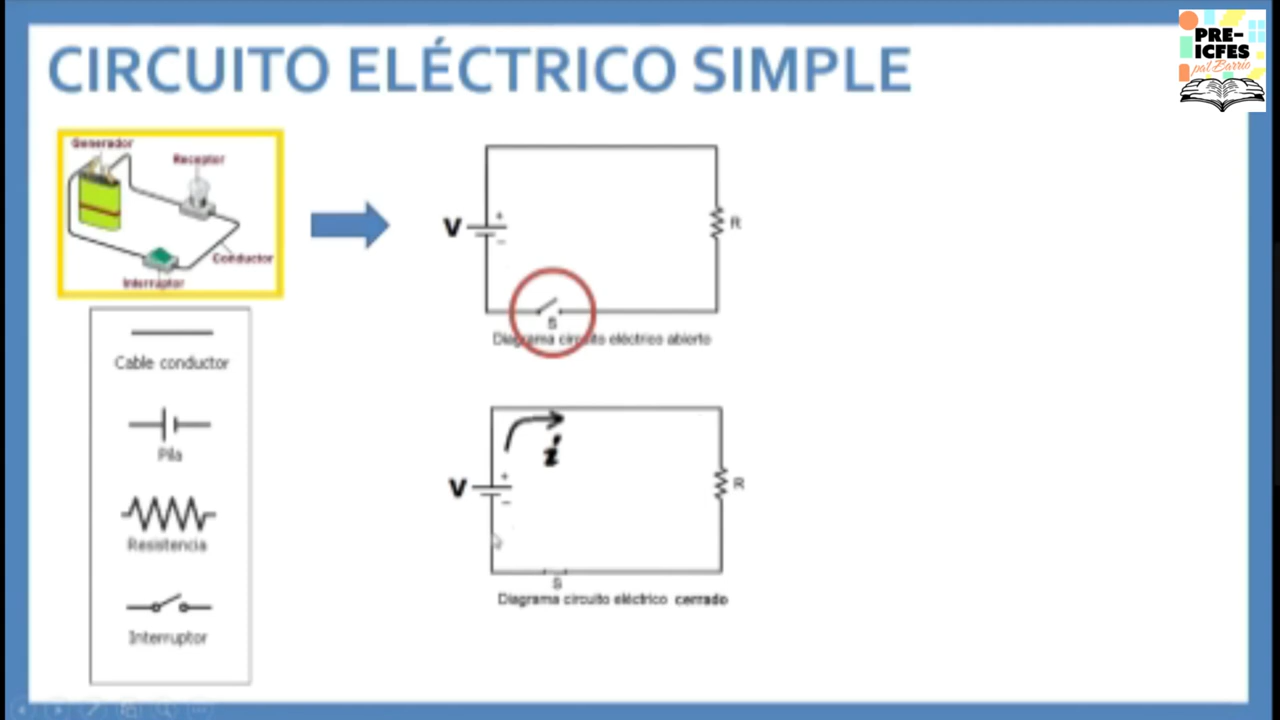 CIRCUITO ELÉCTRICO SIMPLE
PRE-
ICFES
pal Barrio
Generador
Receptor
Conductor
Interruptor
Cable conductor
Pila
Resistencia
Interruptor
V
+
−
R
S
Diagrama circuito eléctrico abierto
i
V
+
−
R
S
Diagrama circuito eléctrico cerrado